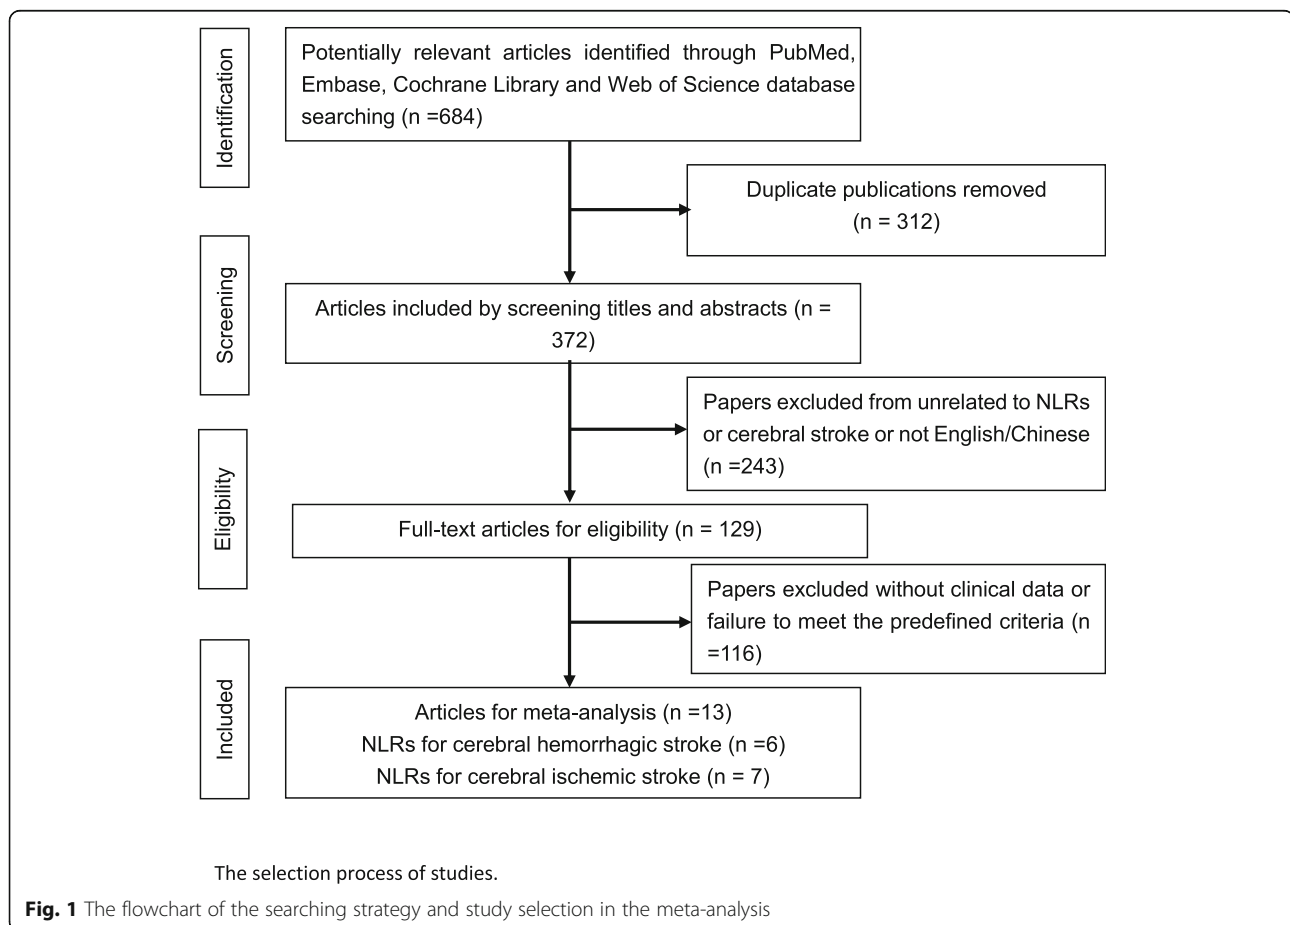 Identification
Potentially relevant articles identified through PubMed,
Embase, Cochrane Library and Web of Science database
searching (n =684)
Duplicate publications removed
(n = 312)
Screening
Articles included by screening titles and abstracts (n =
372)
Papers excluded from unrelated to NLRs
or cerebral stroke or not English/Chinese
(n =243)
Eligibility
Full-text articles for eligibility (n = 129)
Papers excluded without clinical data or
failure to meet the predefined criteria (n
=116)
Included
Articles for meta-analysis (n =13)
NLRs for cerebral hemorrhagic stroke (n =6)
NLRs for cerebral ischemic stroke (n = 7)
The selection process of studies.
Fig. 1 The flowchart of the searching strategy and study selection in the meta-analysis